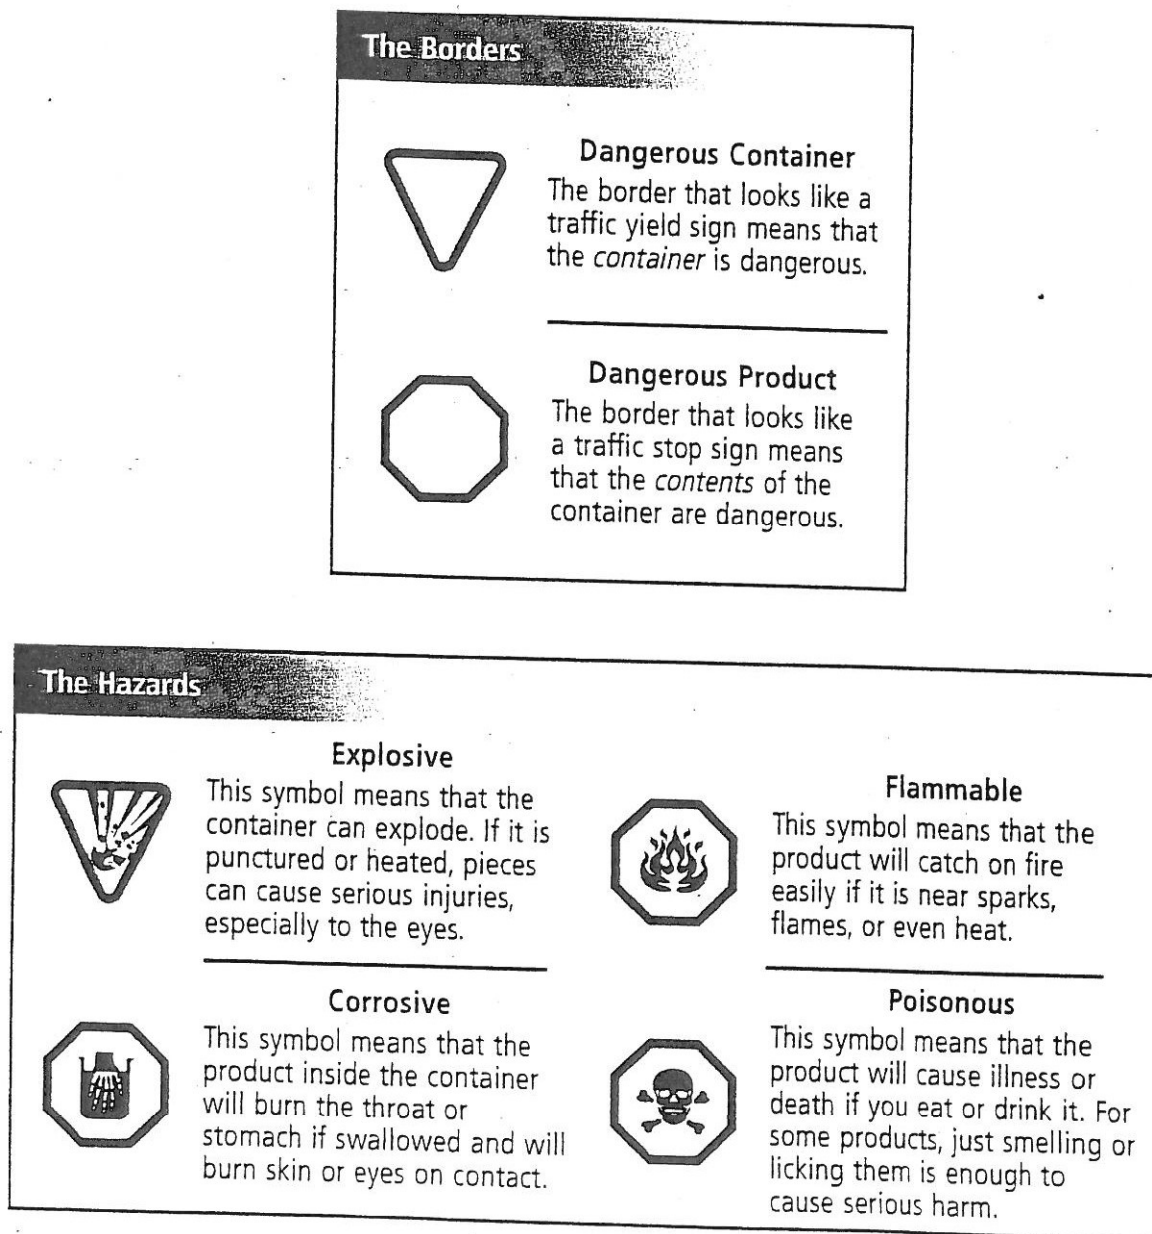 The Borders
Dangerous Container
The border that looks like a
traffic yield sign means that
the container is dangerous.
Dangerous Product
The border that looks like
a traffic stop sign means
that the contents of the
container are dangerous.
The Hazards
Explosive
This symbol means that the
container can explode. If it is
punctured or heated, pieces
can cause serious injuries,
especially to the eyes.
Corrosive
This symbol means that the
product inside the container
will burn the throat or
stomach if swallowed and will
burn skin or eyes on contact.
Flammable
This symbol means that the
product will catch on fire
easily if it is near sparks,
flames, or even heat.
Poisonous
This symbol means that the
product will cause illness or
death if you eat or drink it. For
some products, just smelling or
licking them is enough to
cause serious harm.